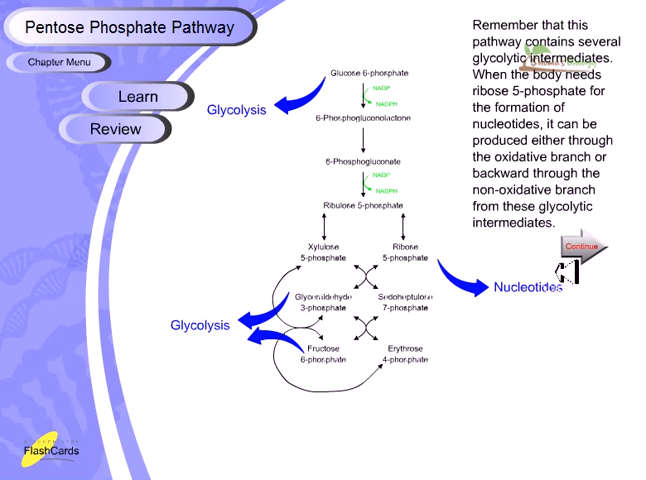 Pentose Phosphate Pathway
Chapter Menu
Learn
Review
Glycolysis
Glucose 6-phosphate
NADP
NADPH
6-Phosphogluconolactone
6-Phosphogluconate
NADP
NADPH
Ribulose 5-phosphate
Xylulose
5-phosphate
Ribose
5-phosphate
Glyceraldehyde
3-phosphate
Sedoheptulose
7-phosphate
Fructose
6-phosphate
Erythrose
4-phosphate
Glycolysis
Nucleotides
Remember that this
pathway contains several
glycolytic intermediates.
When the body needs
ribose 5-phosphate for
the formation of
nucleotides, it can be
produced either through
the oxidative branch or
backward through the
non-oxidative branch
from these glycolytic
intermediates.
Continue
BIOCHEMISTRY
FlashCards